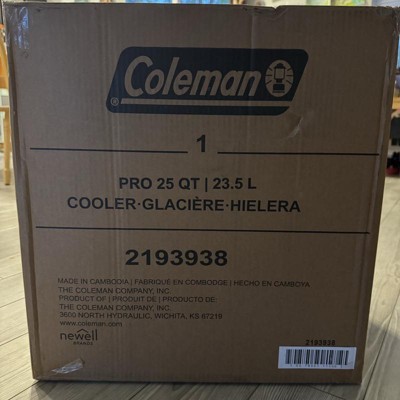 Coleman®
1
PRO 25 QT | 23.5 L
COOLER·GLACIÈRE·HIELERA
2193938
MADE IN CAMBODIA | FABRIQUÉ EN COMBODGE | HECHO EN CAMBOYA
THE COLEMAN COMPANY, INC.
PRODUCT OF | PRODUIT DE | PRODUCTO DE:
THE COLEMAN COMPANY, INC.
3600 NORTH HYDRAULIC, WICHITA, KS 67219
www.coleman.com
newell
BRANDS
2193938